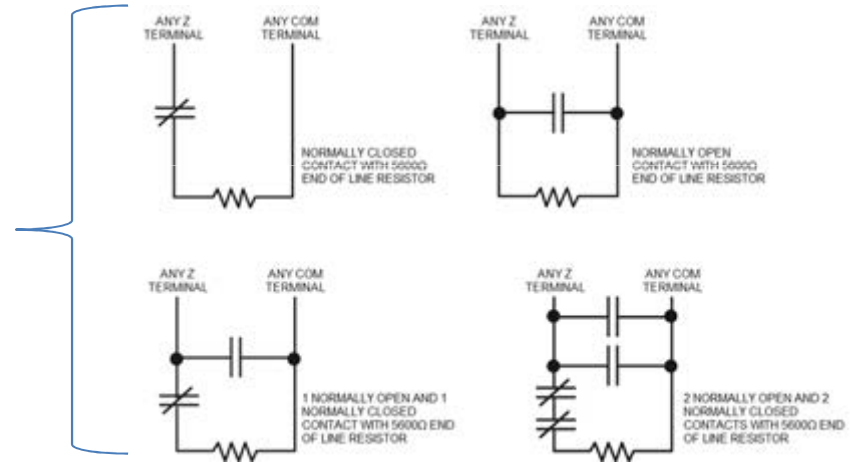 ANY Z
TERMINAL
ANY COM
TERMINAL
NORMALLY CLOSED
CONTACT WITH 5600Ω
END OF LINE RESISTOR
ANY Z
TERMINAL
ANY COM
TERMINAL
NORMALLY OPEN
CONTACT WITH 5600Ω
END OF LINE RESISTOR
ANY Z
TERMINAL
ANY COM
TERMINAL
1 NORMALLY OPEN AND 1
NORMALLY CLOSED
CONTACT WITH 5600Ω END
OF LINE RESISTOR
ANY Z
TERMINAL
ANY COM
TERMINAL
2 NORMALLY OPEN AND 2
NORMALLY CLOSED
CONTACTS WITH 5600Ω END
OF LINE RESISTOR